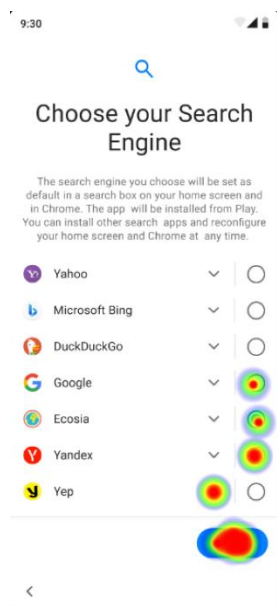 9:30
Choose your Search
Engine
The search engine you choose will be set as
default in a search box on your home screen and
in Chrome. The app will be installed from Play.
You can install other search apps and reconfigure
your home screen and Chrome at any time.
Yahoo
Microsoft Bing
DuckDuckGo
Google
Ecosia
Yandex
Yep